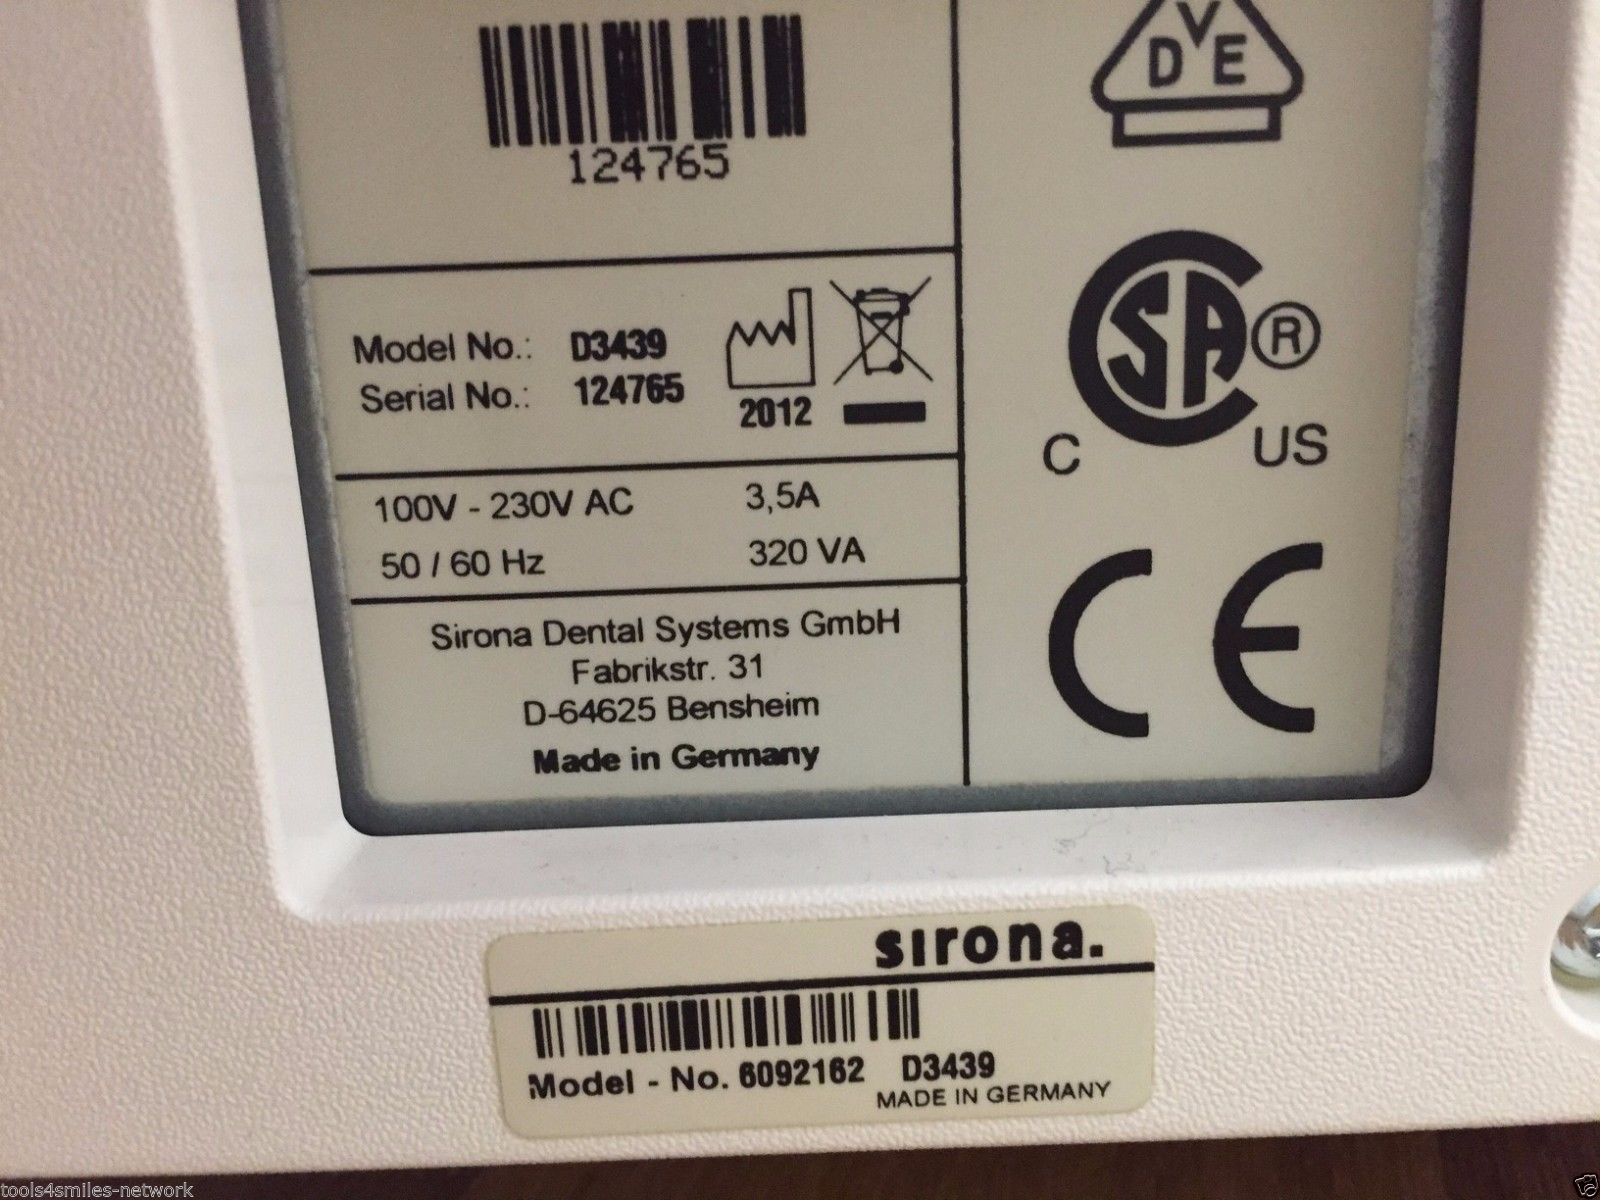 124765
VDE
Model No.: D3439
Serial No.: 124765
2012
100V - 230V AC 3,5A
50 / 60 Hz 320 VA
Sirona Dental Systems GmbH
Fabrikstr. 31
D-64625 Bensheim
Made in Germany
CSA ®
C US
CE
sirona.
Model - No. 6092162 D3439
MADE IN GERMANY
tools4smiles-network